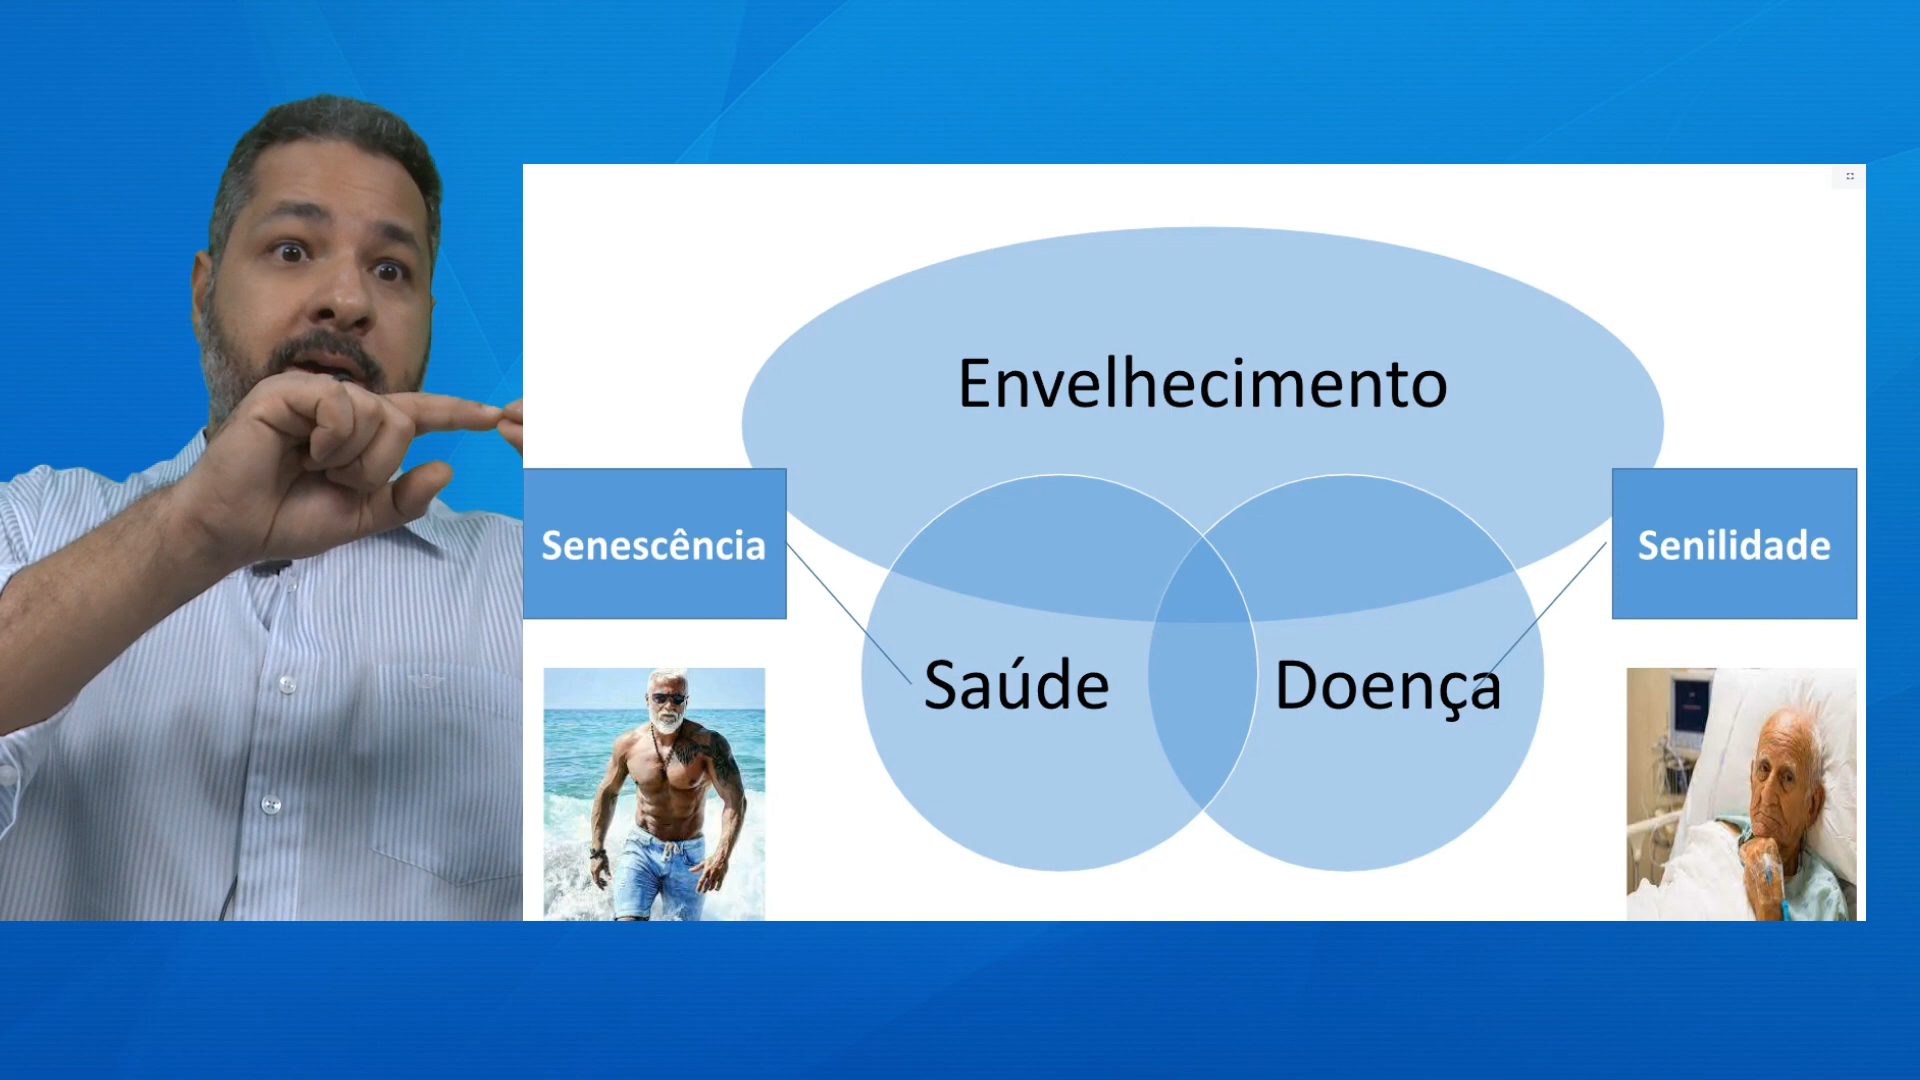 Envelhecimento
Senescência
Senilidade
Saúde
Doença